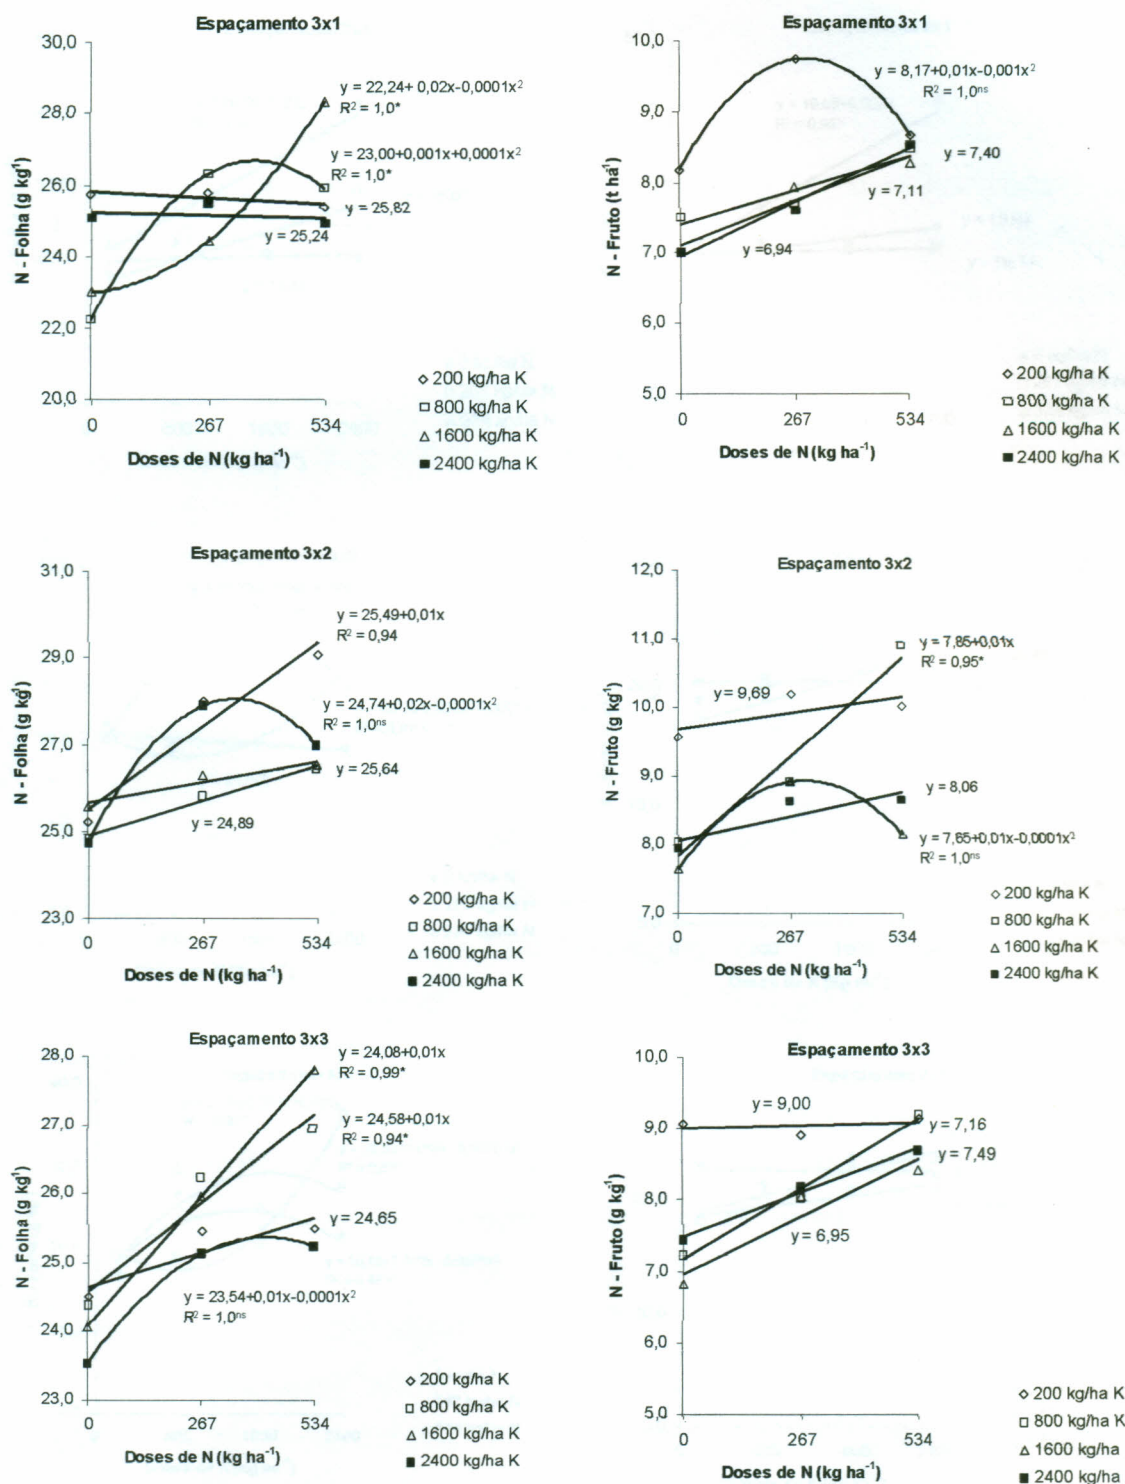 Espaçamento 3x1
30,0
28,0
26,0
24,0
22,0
20,0
N - Folha (g kg¹)
y = 22,24+ 0,02x-0,0001x²
R² = 1,0*
y = 23,00+0,001x+0,0001x²
R² = 1,0*
y = 25,82
y = 25,24
0
267
534
Doses de N (kg ha⁻¹)
200 kg/ha K
800 kg/ha K
1600 kg/ha K
2400 kg/ha K
Espaçamento 3x1
10,0
9,0
8,0
7,0
6,0
5,0
N - Fruto (t há¹)
y = 8,17+0,01x-0,001x²
R² = 1,0ⁿˢ
y = 7,40
y = 7,11
y =6,94
0
267
534
Doses de N (kg ha⁻¹)
200 kg/ha K
800 kg/ha K
1600 kg/ha K
2400 kg/ha K
Espaçamento 3x2
31,0
29,0
27,0
25,0
23,0
N - Folha (g kg¹)
y = 25,49+0,01x
R² = 0,94
y = 24,74+0,02x-0,0001x²
R² = 1,0ⁿˢ
y = 25,64
y = 24,89
0
267
534
Doses de N (kg ha⁻¹)
200 kg/ha K
800 kg/ha K
1600 kg/ha K
2400 kg/ha K
Espaçamento 3x2
12,0
11,0
10,0
9,0
8,0
7,0
N - Fruto (g kg¹)
y = 7,85+0,01x
R² = 0,95*
y = 9,69
y = 8,06
y = 7,65+0,01x-0,0001x²
R² = 1,0ⁿˢ
0
267
534
Doses de N (kg ha⁻¹)
200 kg/ha K
800 kg/ha K
1600 kg/ha K
2400 kg/ha K
Espaçamento 3x3
28,0
27,0
26,0
25,0
24,0
23,0
N - Folha (g kg¹)
y = 24,08+0,01x
R² = 0,99*
y = 24,58+0,01x
R² = 0,94*
y = 24,65
y = 23,54+0,01x-0,0001x²
R² = 1,0ⁿˢ
0
267
534
Doses de N (kg ha⁻¹)
200 kg/ha K
800 kg/ha K
1600 kg/ha K
2400 kg/ha K
Espaçamento 3x3
10,0
9,0
8,0
7,0
6,0
5,0
N - Fruto (g kg¹)
y = 9,00
y = 7,16
y = 7,49
y = 6,95
0
267
534
Doses de N (kg ha⁻¹)
200 kg/ha K
800 kg/ha K
1600 kg/ha
2400 kg/ha